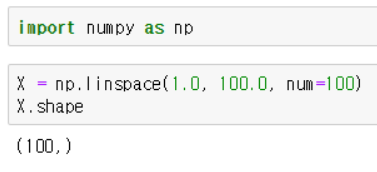 import numpy as np
X = np.linspace(1.0, 100.0, num=100)
X.shape
(100,)